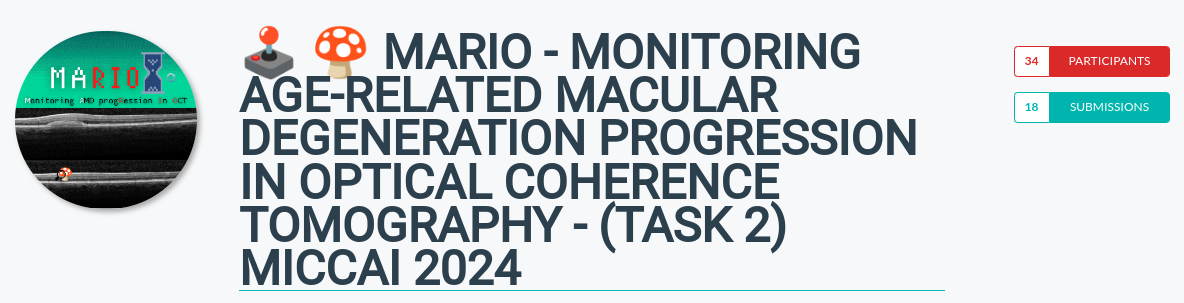 MARIO
Monitoring AMD progression In OCT
MARIO - MONITORING
AGE-RELATED MACULAR
DEGENERATION PROGRESSION
IN OPTICAL COHERENCE
TOMOGRAPHY - (TASK 2)
MICCAI 2024
34 PARTICIPANTS
18 SUBMISSIONS